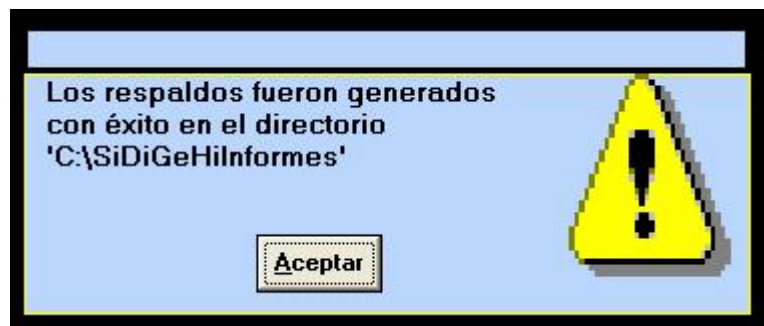 Los respaldos fueron generados
con éxito en el directorio
'C:\SiDiGeHiInformes'
Aceptar